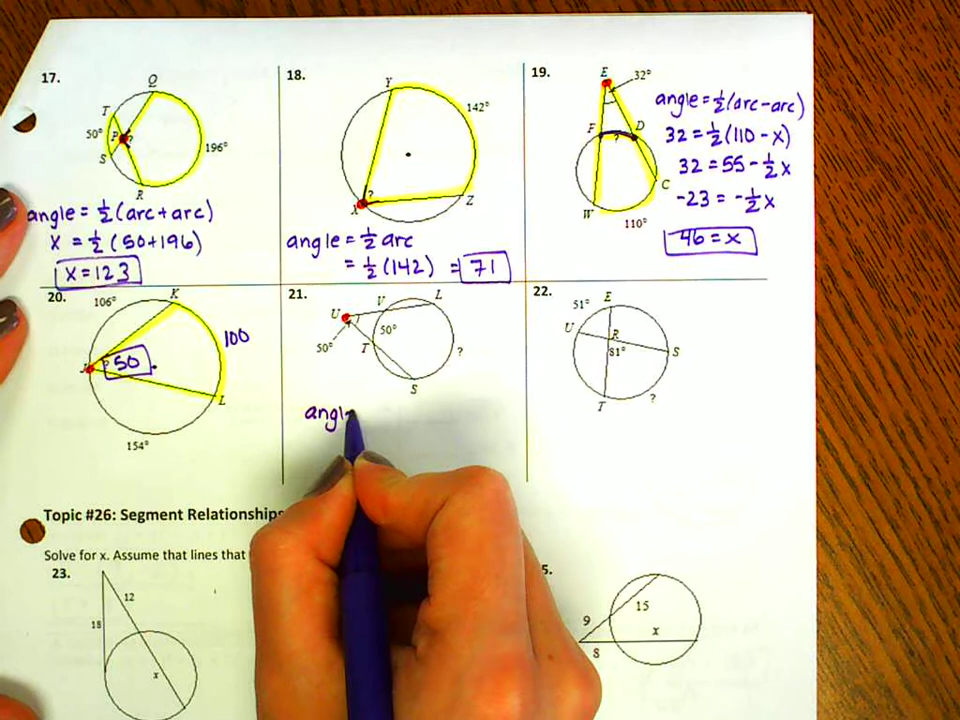 17.
Q
T
50°
P
?
S
196°
R
angle = ½ (arc + arc)
x = ½ (50+196)
x = 123
18.
Y
142°
?
X
Z
angle = ½ arc
= ½ (142) = 71
19.
E
32°
F
D
?
C
W
110°
angle = ½ (arc – arc)
32 = ½ (110 – x)
32 = 55 – ½ x
-23 = -½ x
46 = x
20.
106°
K
100
?
50
L
154°
21.
U
V
L
50°
50°
T
?
S
angl
22.
51°
E
U
R
81°
S
T
?
Topic #26: Segment Relationships
Solve for x. Assume that lines that
23.
12
18
x
5.
15
9
x
8